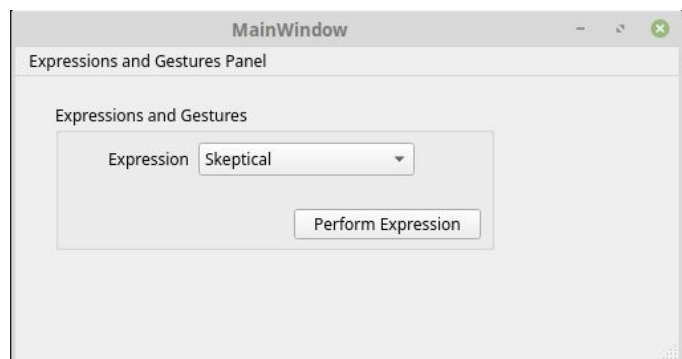 MainWindow
Expressions and Gestures Panel
Expressions and Gestures
Expression Skeptical
Perform Expression